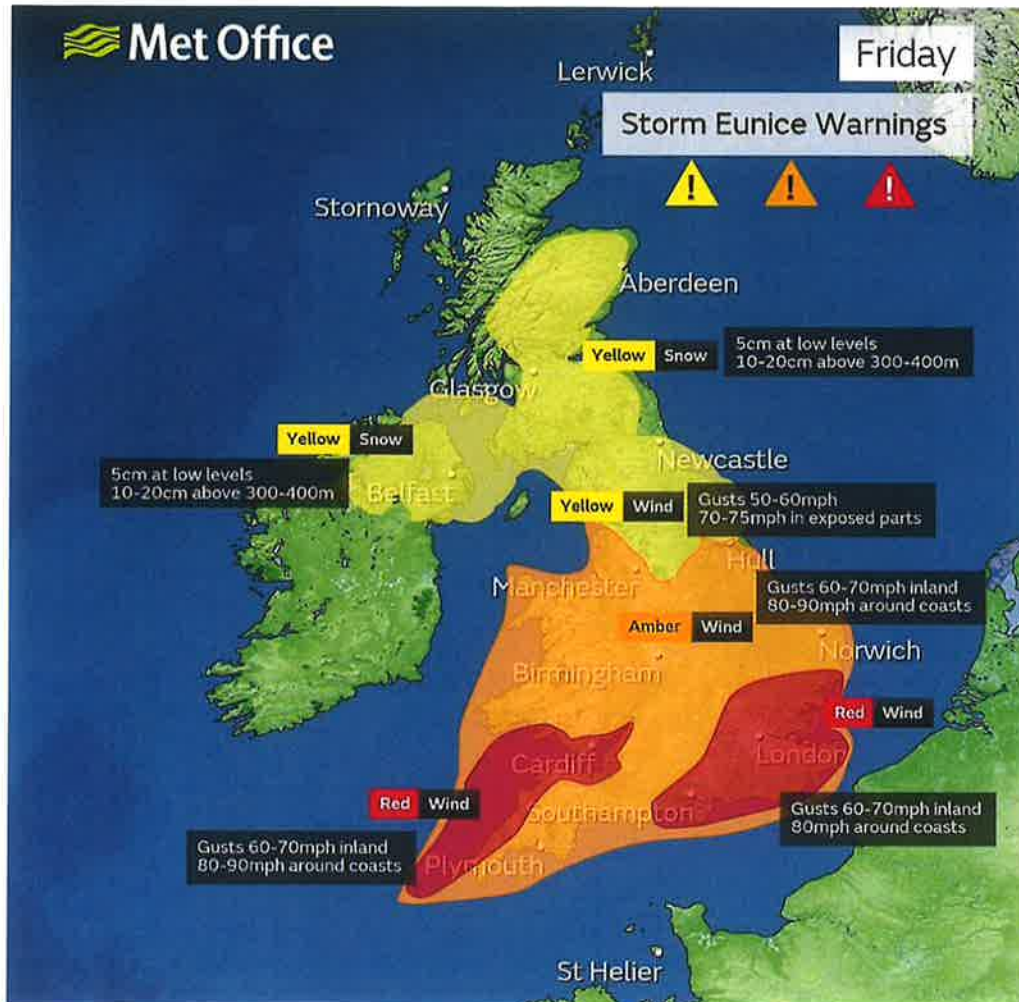 Met Office
Friday
Lerwick
Storm Eunice Warnings
! ! !
Stornoway
Aberdeen
Yellow Snow
5cm at low levels
10-20cm above 300-400m
Glasgow
Yellow Snow
5cm at low levels
10-20cm above 300-400m
Belfast
Newcastle
Yellow Wind
Gusts 50-60mph
70-75mph in exposed parts
Hull
Manchester
Gusts 60-70mph inland
80-90mph around coasts
Amber Wind
Norwich
Birmingham
Red Wind
London
Cardiff
Red Wind
Southampton
Gusts 60-70mph inland
80mph around coasts
Gusts 60-70mph inland
80-90mph around coasts
Plymouth
St Helier